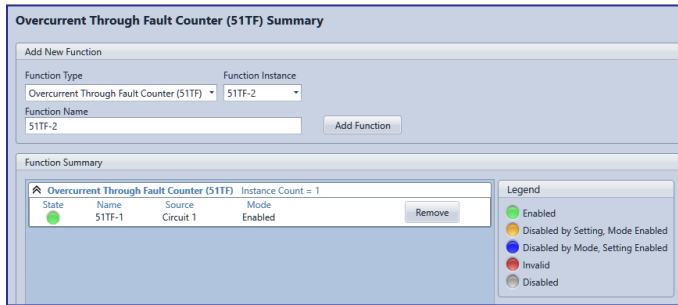 Overcurrent Through Fault Counter (51TF) Summary
Add New Function
Function Type Function Instance
Overcurrent Through Fault Counter (51TF) 51TF-2
Function Name
51TF-2 Add Function
Function Summary
Overcurrent Through Fault Counter (51TF) Instance Count = 1
State Name Source Mode
51TF-1 Circuit 1 Enabled Remove
Legend
Enabled
Disabled by Setting, Mode Enabled
Disabled by Mode, Setting Enabled
Invalid
Disabled